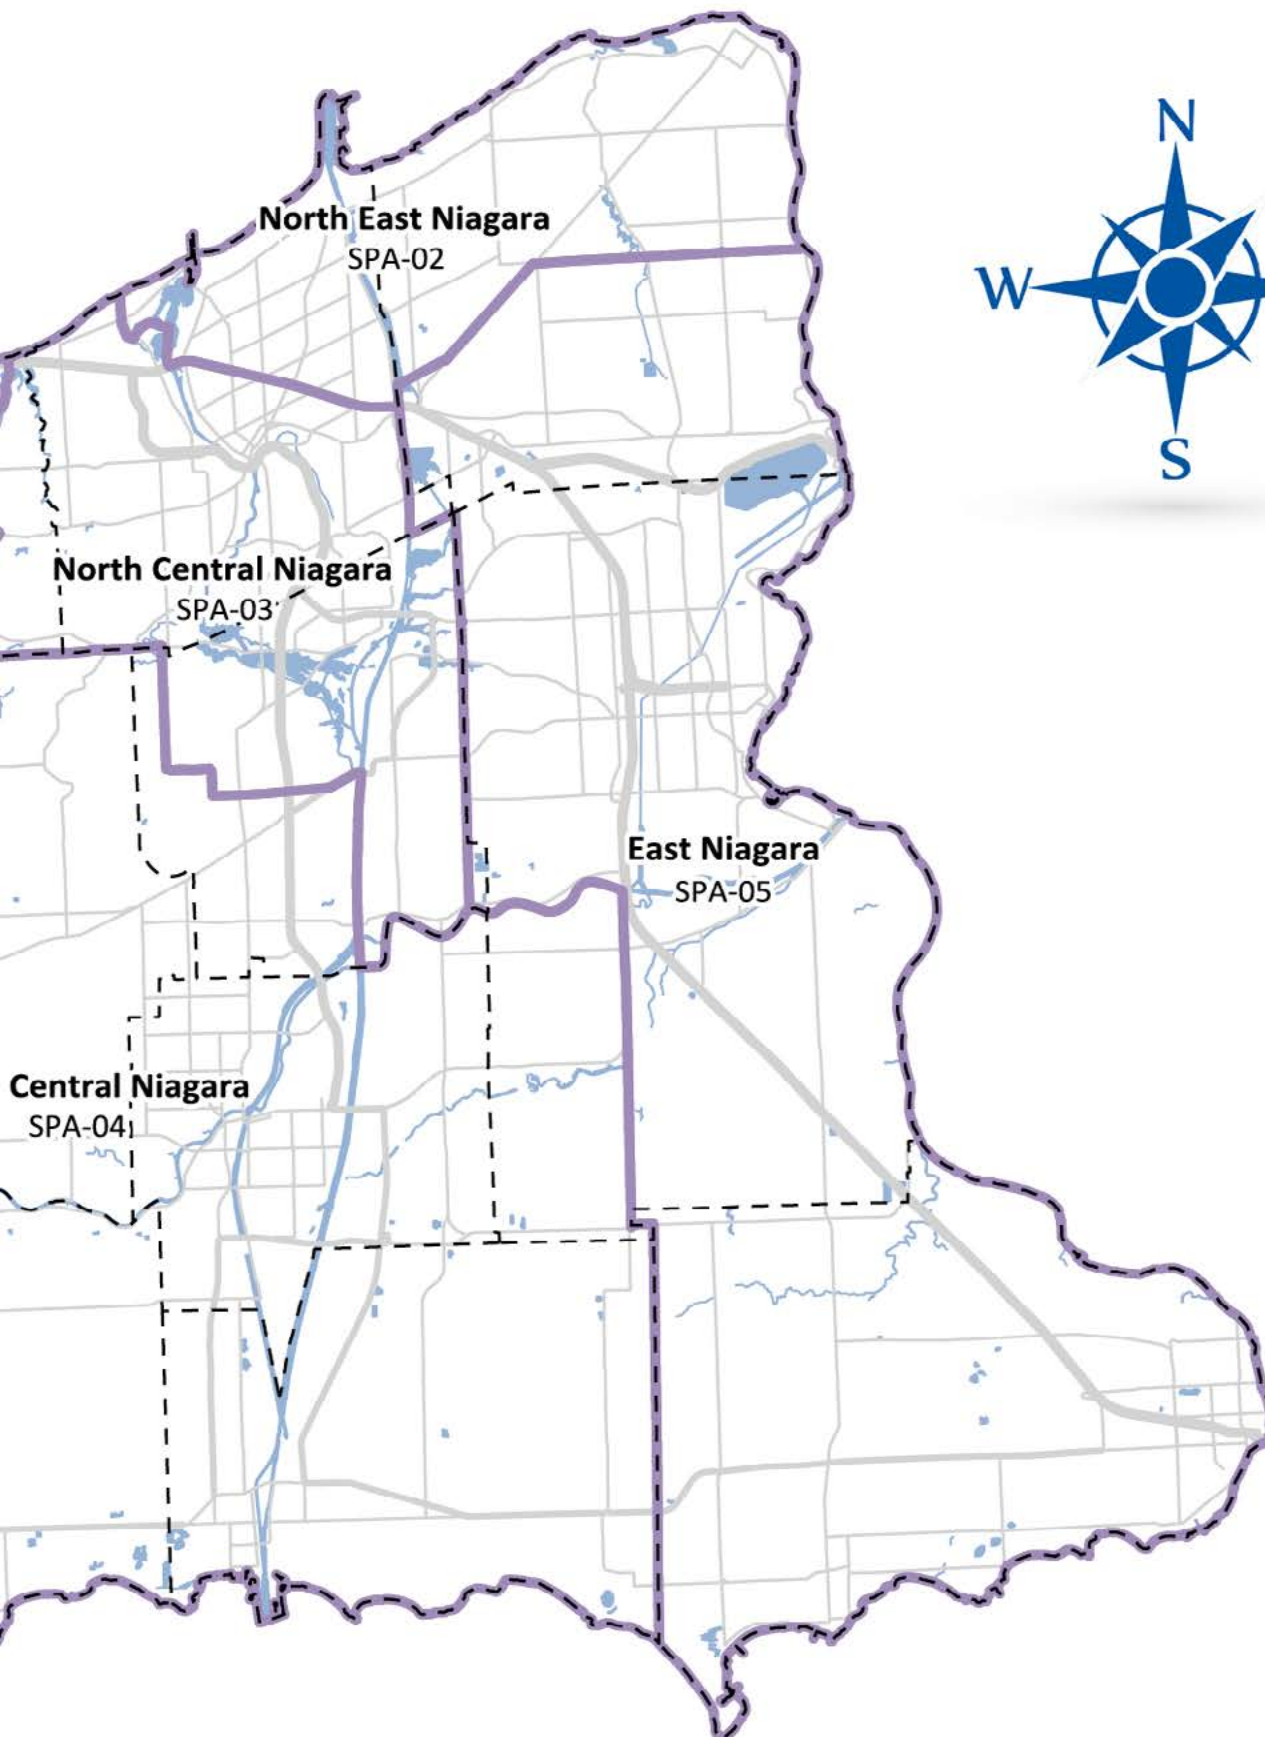 N
North East Niagara
SPA-02
W
S
North Central Niagara
SPA-03
East Niagara
SPA-05
Central Niagara
SPA-04